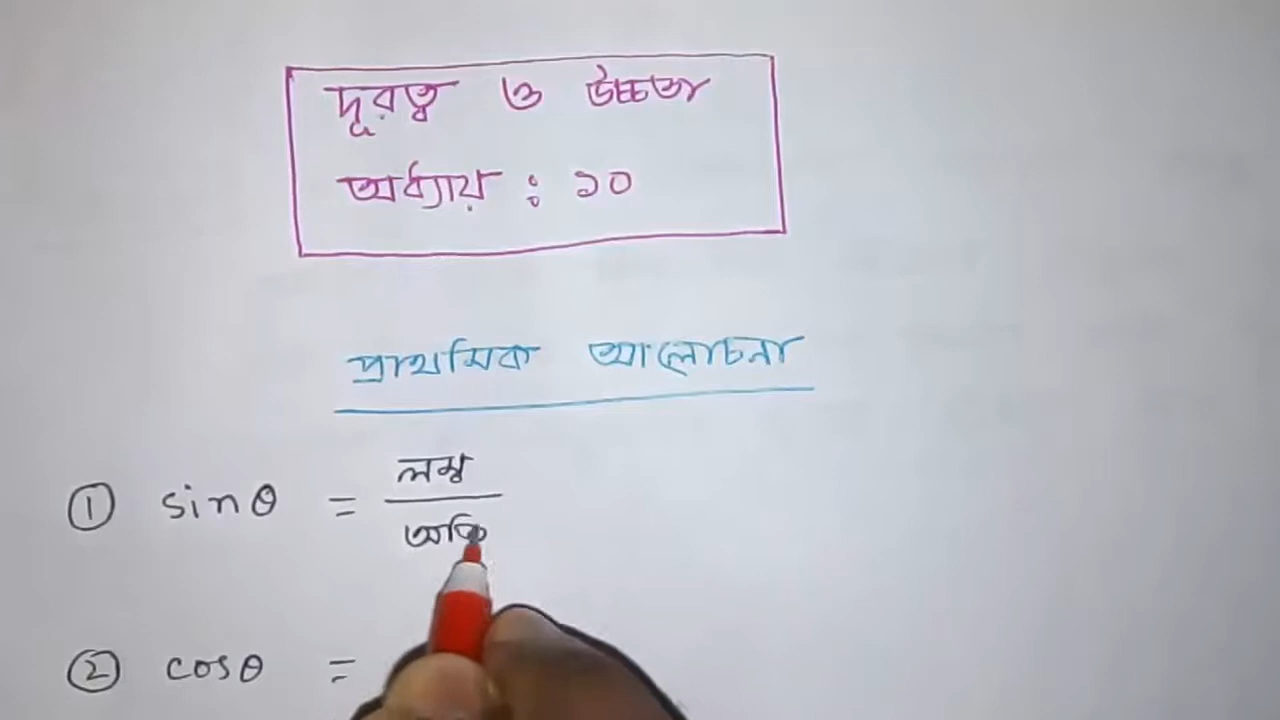 দূরত্ব ও উচ্চতা
অধ্যায় : ১০
প্রাথমিক আলোচনা
① sinθ = লম্ব / অতি
② cosθ =